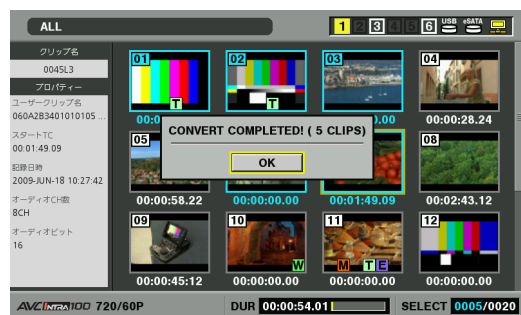 ALL
1 2 3 4 5 6 USB eSATA
クリップ名
0045L3
プロパティー
ユーザークリップ名
060A2B3401010105 ...
スタートTC
00:01:49.09
記録日時
2009-JUN-18 10:27:42
オーディオCH数
8CH
オーディオビット
16
01 02 03 04
T T
00:00:28.24
CONVERT COMPLETED! ( 5 CLIPS)
OK
05 08
00:00:58.22 00:00:00.00 00:01:49.09 00:02:43.12
09 10 11 12
W M T E
00:00:45.12 00:00:00.00 00:00:00.00 00:00:00.00
AVC-INTRA100 720/60P DUR 00:00:54.01 SELECT 0005/0020